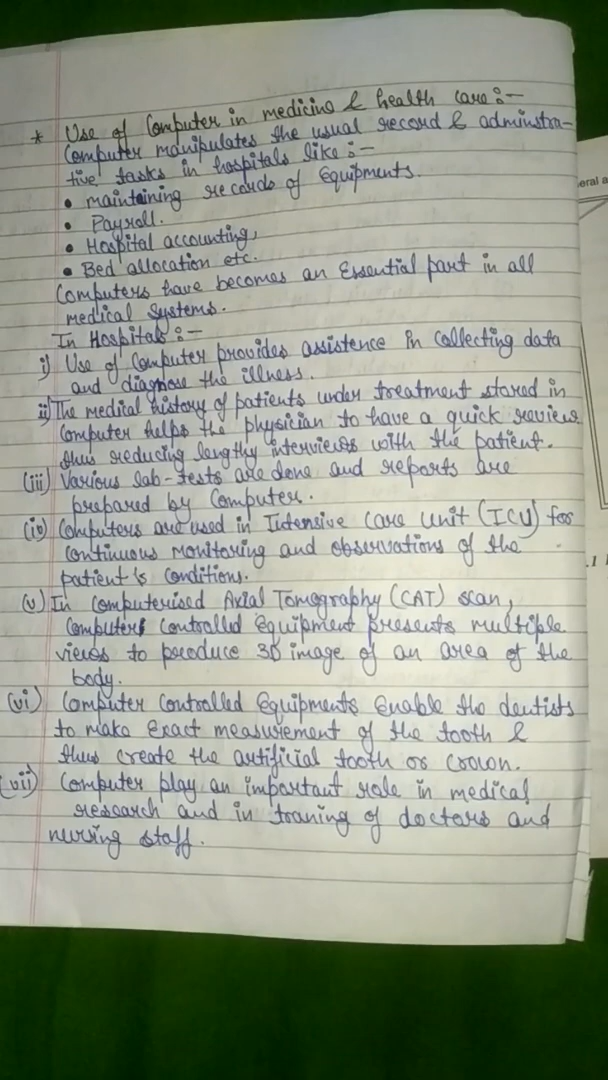 * Use of Computer in medicine & health care :-
Computer manipulates the usual record & adminstra-
tive tasks in hospitals like :-
• maintaining records of Equipments.
• Payroll.
• Hospital accounting,
• Bed allocation etc.
Computers have becomes an Essential part in all
medical Systems.
In Hospitals :-
i) Use of Computer provides assistence in collecting data
and diagnose the illness.
ii) The medical history of patients under treatment stored in
Computer helps the physician to have a quick review
thus reducing lengthy interviews with the patient.
(iii) Various lab-tests are done and reports are
prepared by Computer.
(iv) Computers are used in Intensive Care Unit (ICU) for
Continuous Monitoring and observations of the
patient's Conditions.
(v) In Computerised Axial Tomography (CAT) scan,
Computer Controlled Equipment presents multiple
views to produce 3D image of an area of the
body.
(vi) Computer Controlled Equipments Enable the dentists
to make Exact measurement of the tooth &
thus create the artificial tooth or crown.
(vii) Computer play an important role in medical
research and in traning of doctors and
nursing staff.
eral a
.1